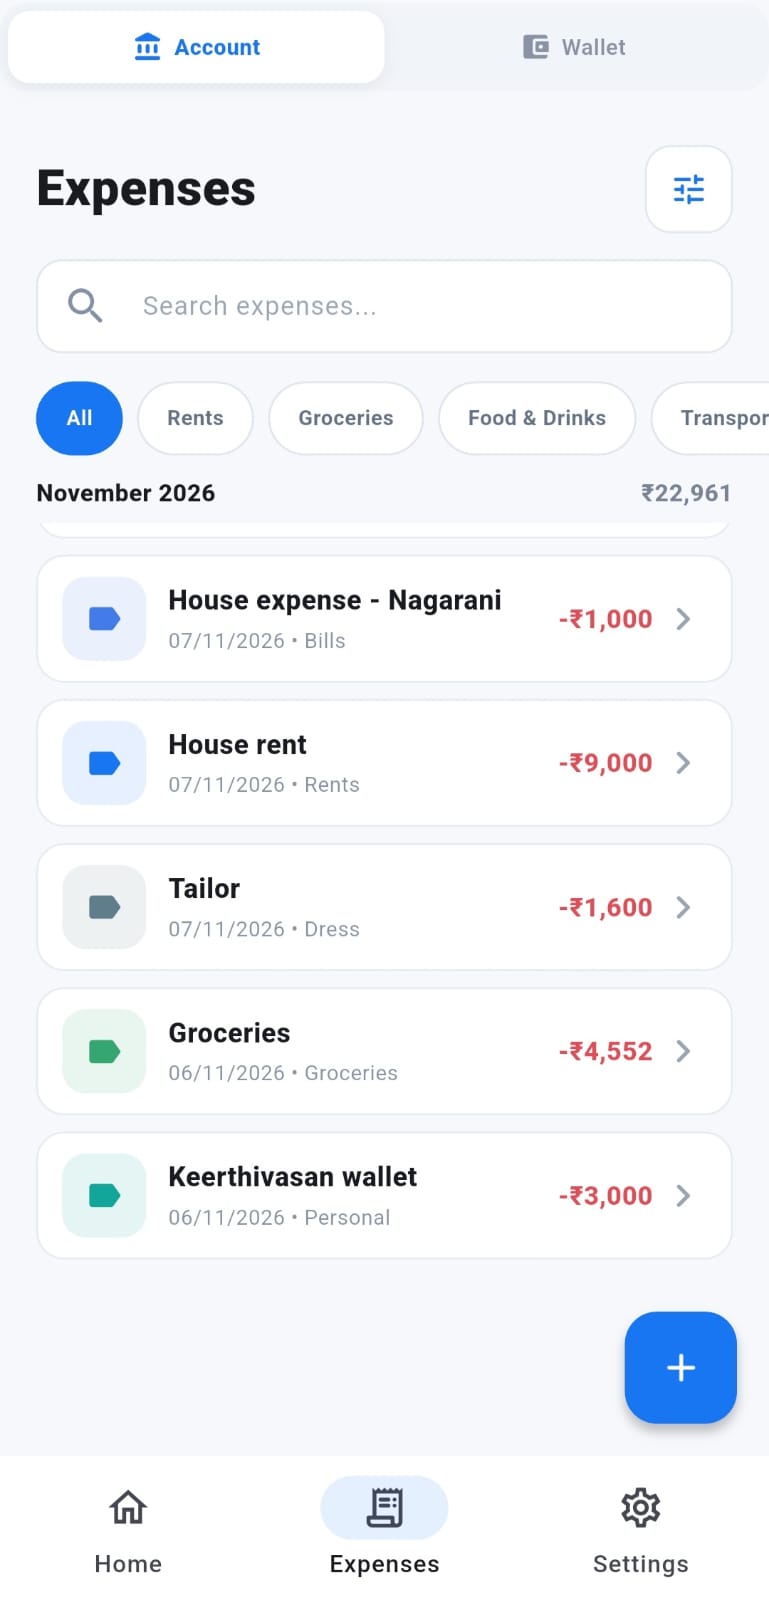 Account
Wallet
Expenses
Search expenses...
All
Rents
Groceries
Food & Drinks
Transpor
November 2026
₹22,961
House expense - Nagarani
07/11/2026 • Bills
-₹1,000
House rent
07/11/2026 • Rents
-₹9,000
Tailor
07/11/2026 • Dress
-₹1,600
Groceries
06/11/2026 • Groceries
-₹4,552
Keerthivasan wallet
06/11/2026 • Personal
-₹3,000
Home
Expenses
Settings